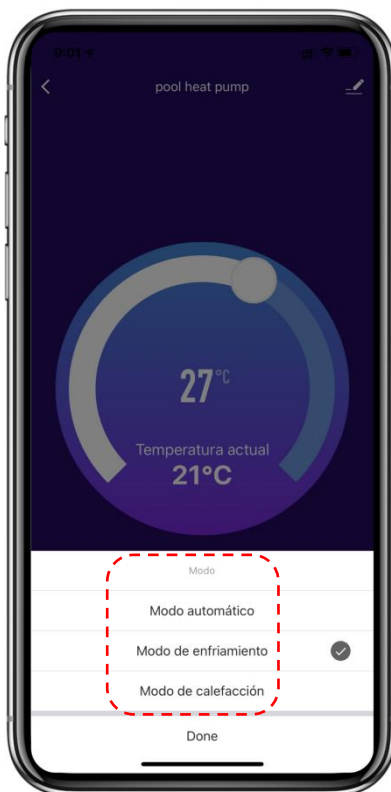 9:01
pool heat pump
27°C
Temperatura actual
21°C
Modo
Modo automático
Modo de enfriamiento
Modo de calefacción
Done